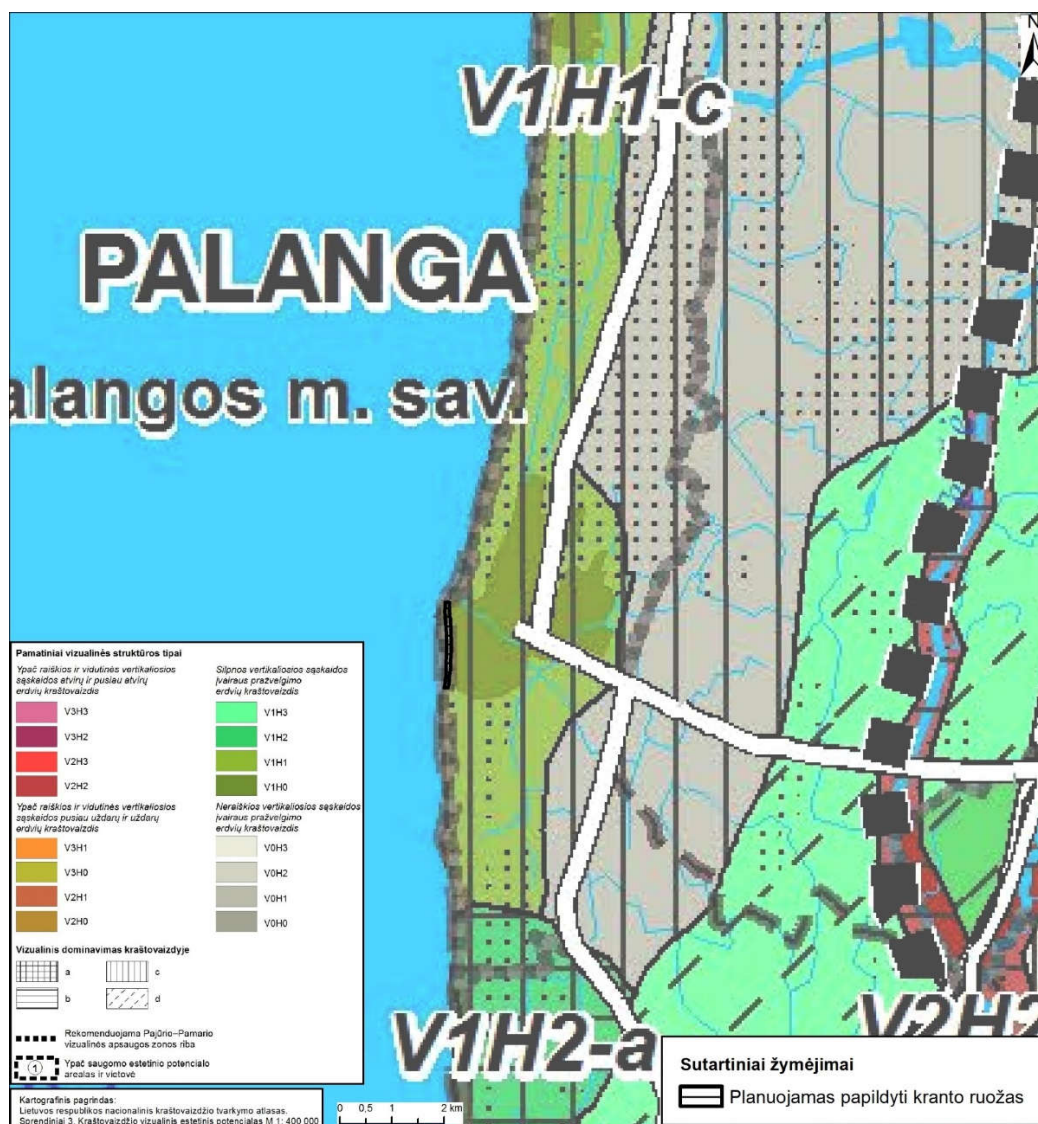 N
V1H1-c
PALANGA
alangos m. sav.
Pamatiniai vizualinės struktūros tipai
Ypač raiškios ir vidutinės vertikaliosios
sąskaidos atvirų ir pusiau atvirų
erdvių kraštovaizdis
V3H3
V3H2
V2H3
V2H2
Ypač raiškios ir vidutinės vertikaliosios
sąskaidos pusiau uždarų ir uždarų
erdvių kraštovaizdis
V3H1
V3H0
V2H1
V2H0
Silpnos vertikaliosios sąskaidos
įvairaus pražvelgimo
erdvių kraštovaizdis
V1H3
V1H2
V1H1
V1H0
Neraiškios vertikaliosios sąskaidos
įvairaus pražvelgimo
erdvių kraštovaizdis
V0H3
V0H2
V0H1
V0H0
Vizualinis dominavimas kraštovaizdyje
a
c
b
d
Rekomenduojama Pajūrio–Pamario
vizualinės apsaugos zonos riba
1
Ypač saugomo estetinio potencialo
arealas ir vietovė
V1H2-a
V2H2
Kartografinis pagrindas:
Lietuvos respublikos nacionalinis kraštovaizdžio tvarkymo atlasas.
Sprendiniai 3. Kraštovaizdžio vizualinis estetinis potencialas M 1: 400 000
0 0,5 1 2 km
Sutartiniai žymėjimai
Planuojamas papildyti kranto ruožas